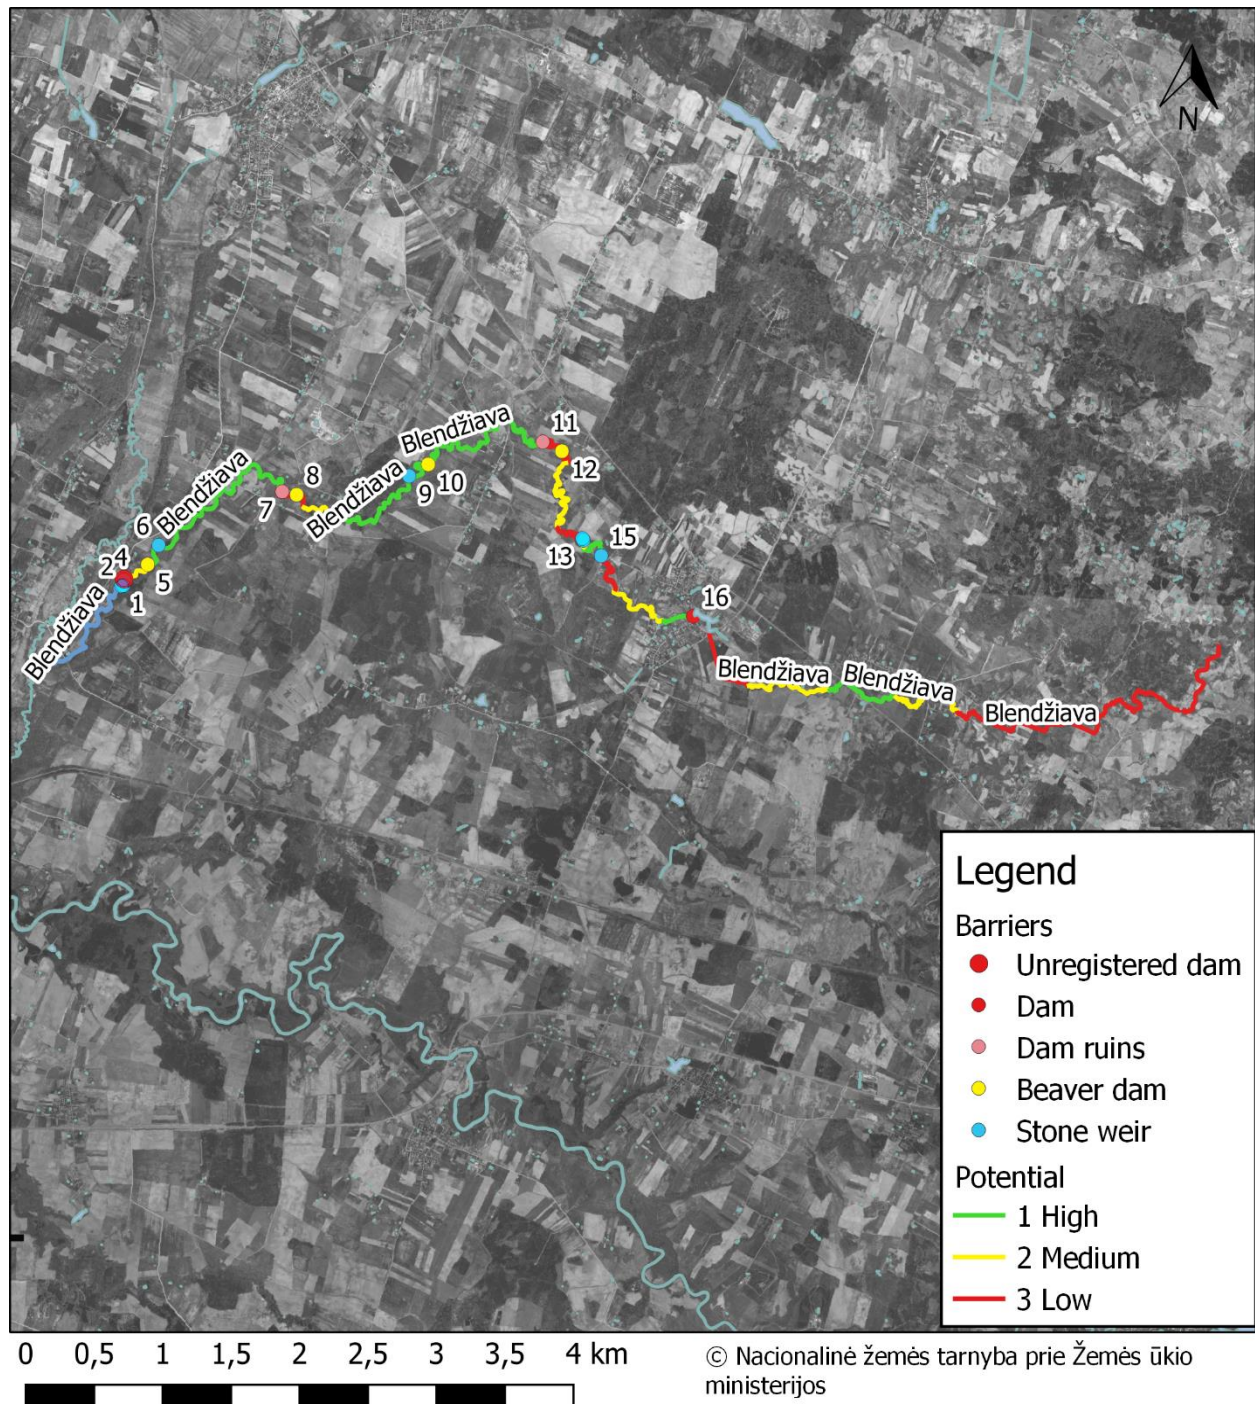 N
Blendžiava
11
12
Blendžiava
8
7
Blendžiava
9
10
6
2
4
5
1
Blendžiava
13
15
16
Blendžiava
Blendžiava
Blendžiava
Legend
Barriers
Unregistered dam
Dam
Dam ruins
Beaver dam
Stone weir
Potential
1 High
2 Medium
3 Low
0 0,5 1 1,5 2 2,5 3 3,5 4 km
© Nacionalinė žemės tarnyba prie Žemės ūkio
ministerijos